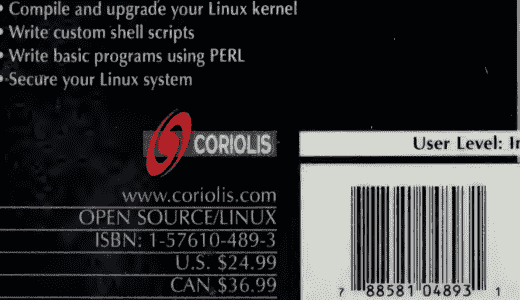 • Compile and upgrade your Linux kernel
• Write custom shell scripts
• Write basic programs using PERL
• Secure your Linux system
CORIOLIS
User Level:
www.coriolis.com
OPEN SOURCE/LINUX
ISBN: 1-57610-489-3
U.S. $24.99
CAN $36.99
7 88581 04893 1